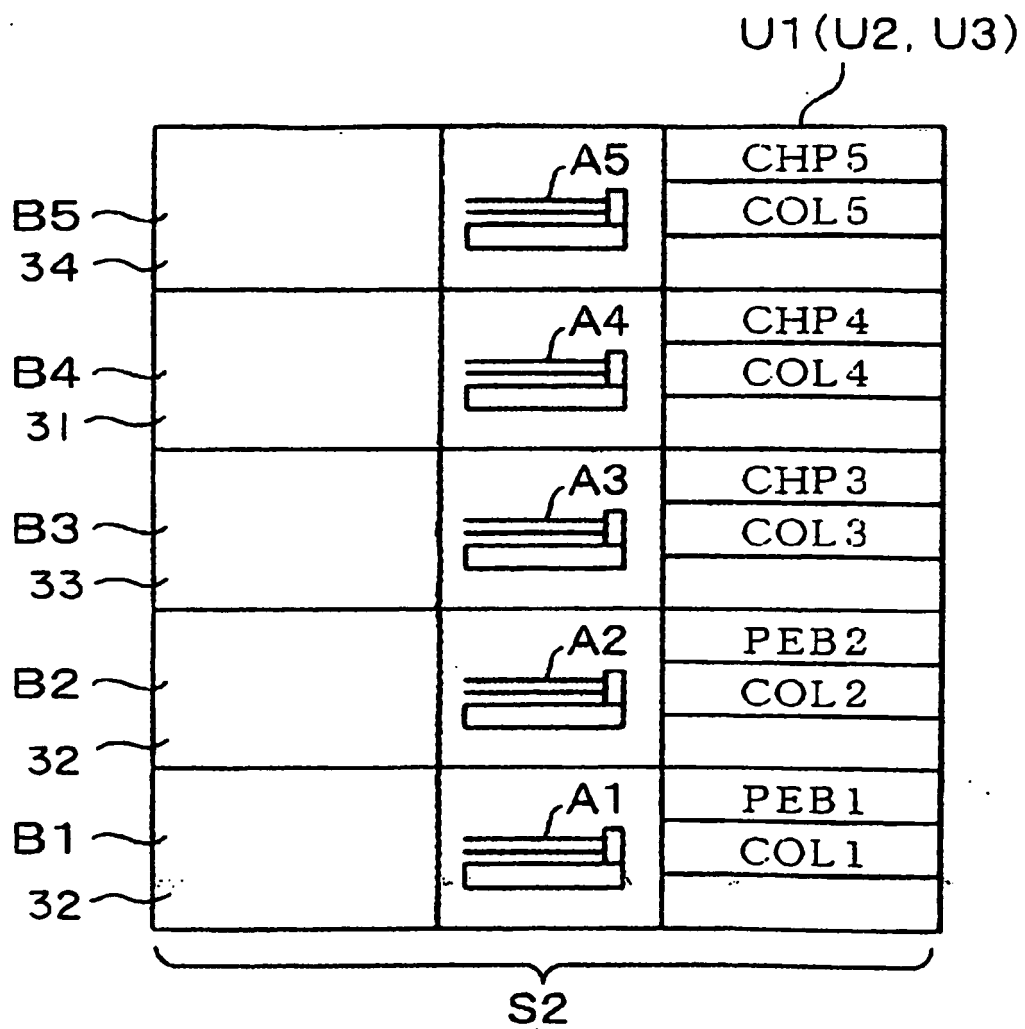 U1(U2, U3)
A5
CHP5
B5
COL5
34
A4
CHP4
B4
COL4
31
A3
CHP3
B3
COL3
33
A2
PEB2
B2
COL2
32
A1
PEB1
B1
COL1
32
S2